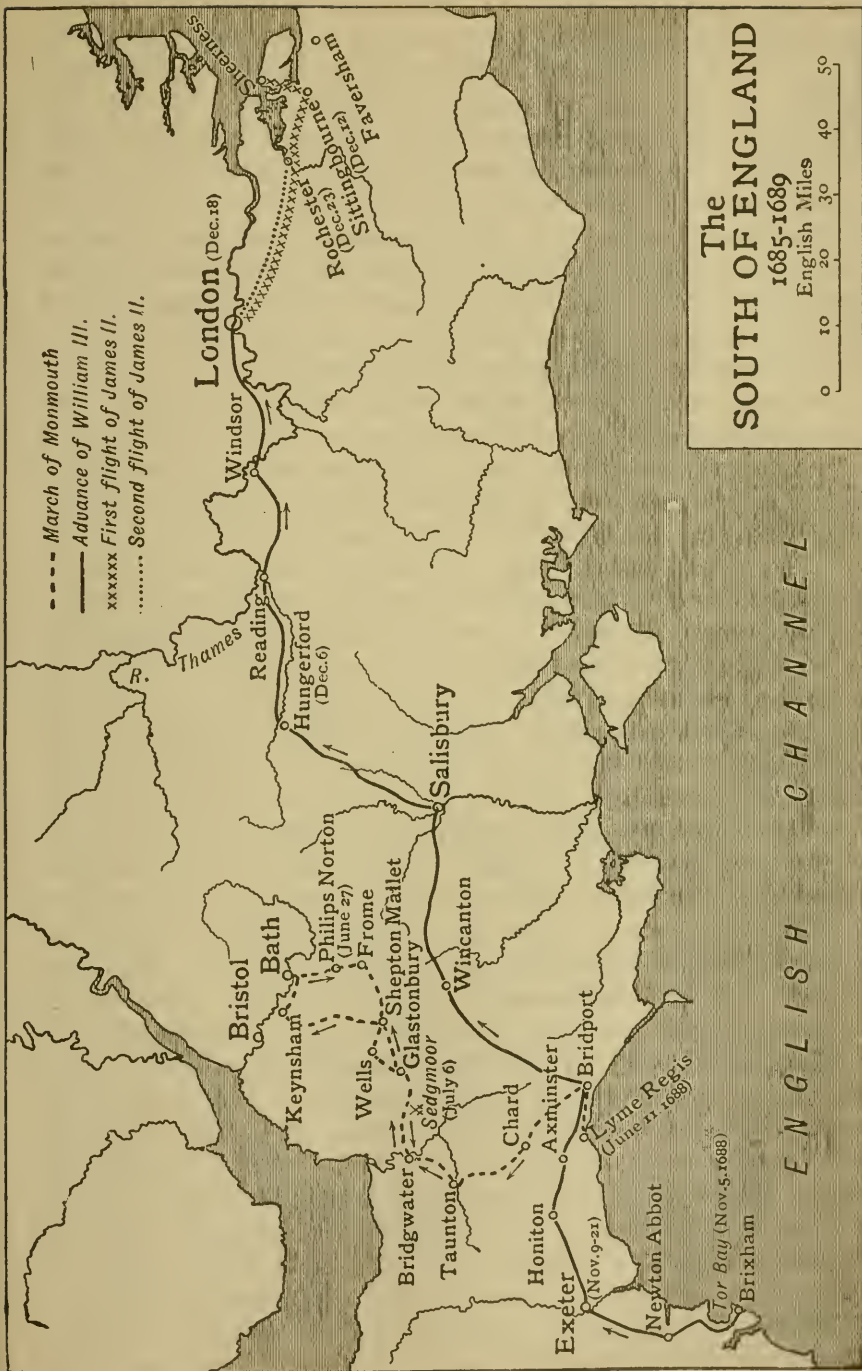 --- March of Monmouth
Advance of William III.
xxxxxx First flight of James II.
........ Second flight of James II.
R. Thames
London (Dec. 18)
Windsor
Reading
Hungerford
(Dec. 6)
Sheerness
Rochester
(Dec. 23)
Sittingbourne
(Dec. 12)
Faversham
Salisbury
Bristol
Bath
Keynsham
Philips Norton
(June 27)
Frome
Shepton Mallet
Wells
Glastonbury
Sedgmoor
(July 6)
Bridgwater
Taunton
Chard
Wincanton
Axminster
Bridport
Lyme Regis
(June 11 1688)
Honiton
Exeter
(Nov. 9-21)
Newton Abbot
Tor Bay (Nov. 5. 1688)
Brixham
ENGLISH CHANNEL
The
SOUTH OF ENGLAND
1685-1689
English Miles
0 10 20 30 40 50